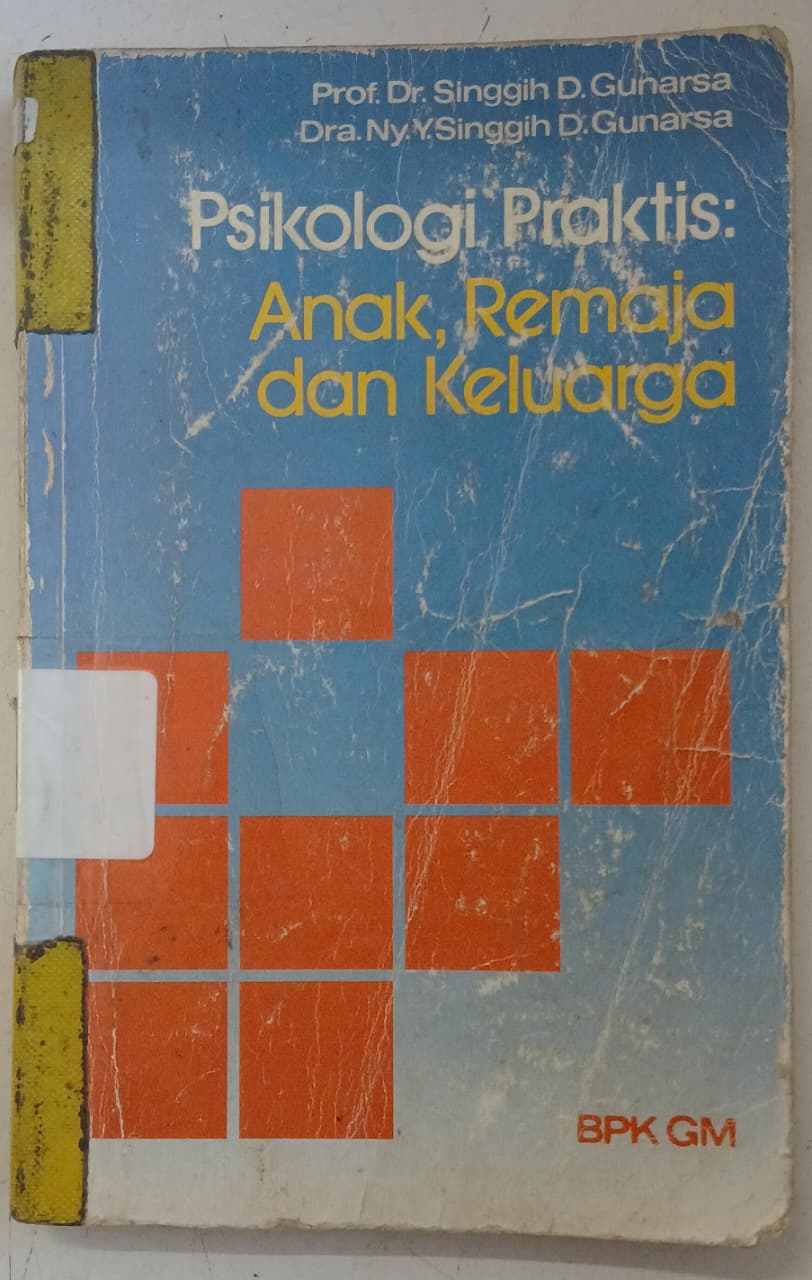 Prof. Dr. Singgih D. Gunarsa
Dra. Ny. Y. Singgih D. Gunarsa
Psikologi Praktis:
Anak, Remaja
dan Keluarga
BPK GM